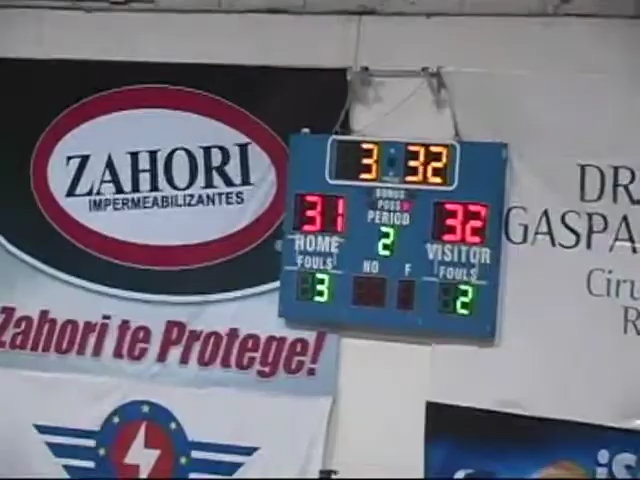 ZAHORI
IMPERMEABILIZANTES
Zahori te Protege!
3:32
BONUS
POSS
PERIOD
31
2
32
HOME
VISITOR
FOULS
NO F
FOULS
3
2
DR.
GASPA
Ciru
R
is